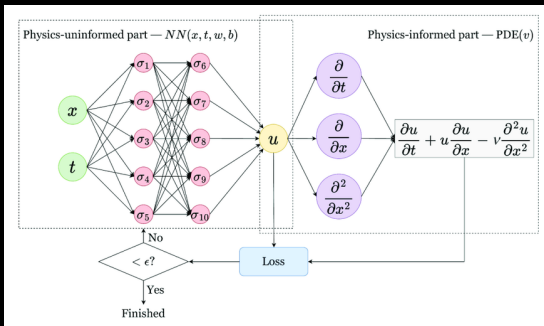 Physics-uninformed part — NN(x, t, w, b)
Physics-informed part — PDE(ν)
x
t
σ₁
σ₂
σ₃
σ₄
σ₅
σ₆
σ₇
σ₈
σ₉
σ₁₀
u
∂/∂t
∂/∂x
∂²/∂x²
∂u/∂t + u ∂u/∂x − ν ∂²u/∂x²
No
< ϵ?
Loss
Yes
Finished